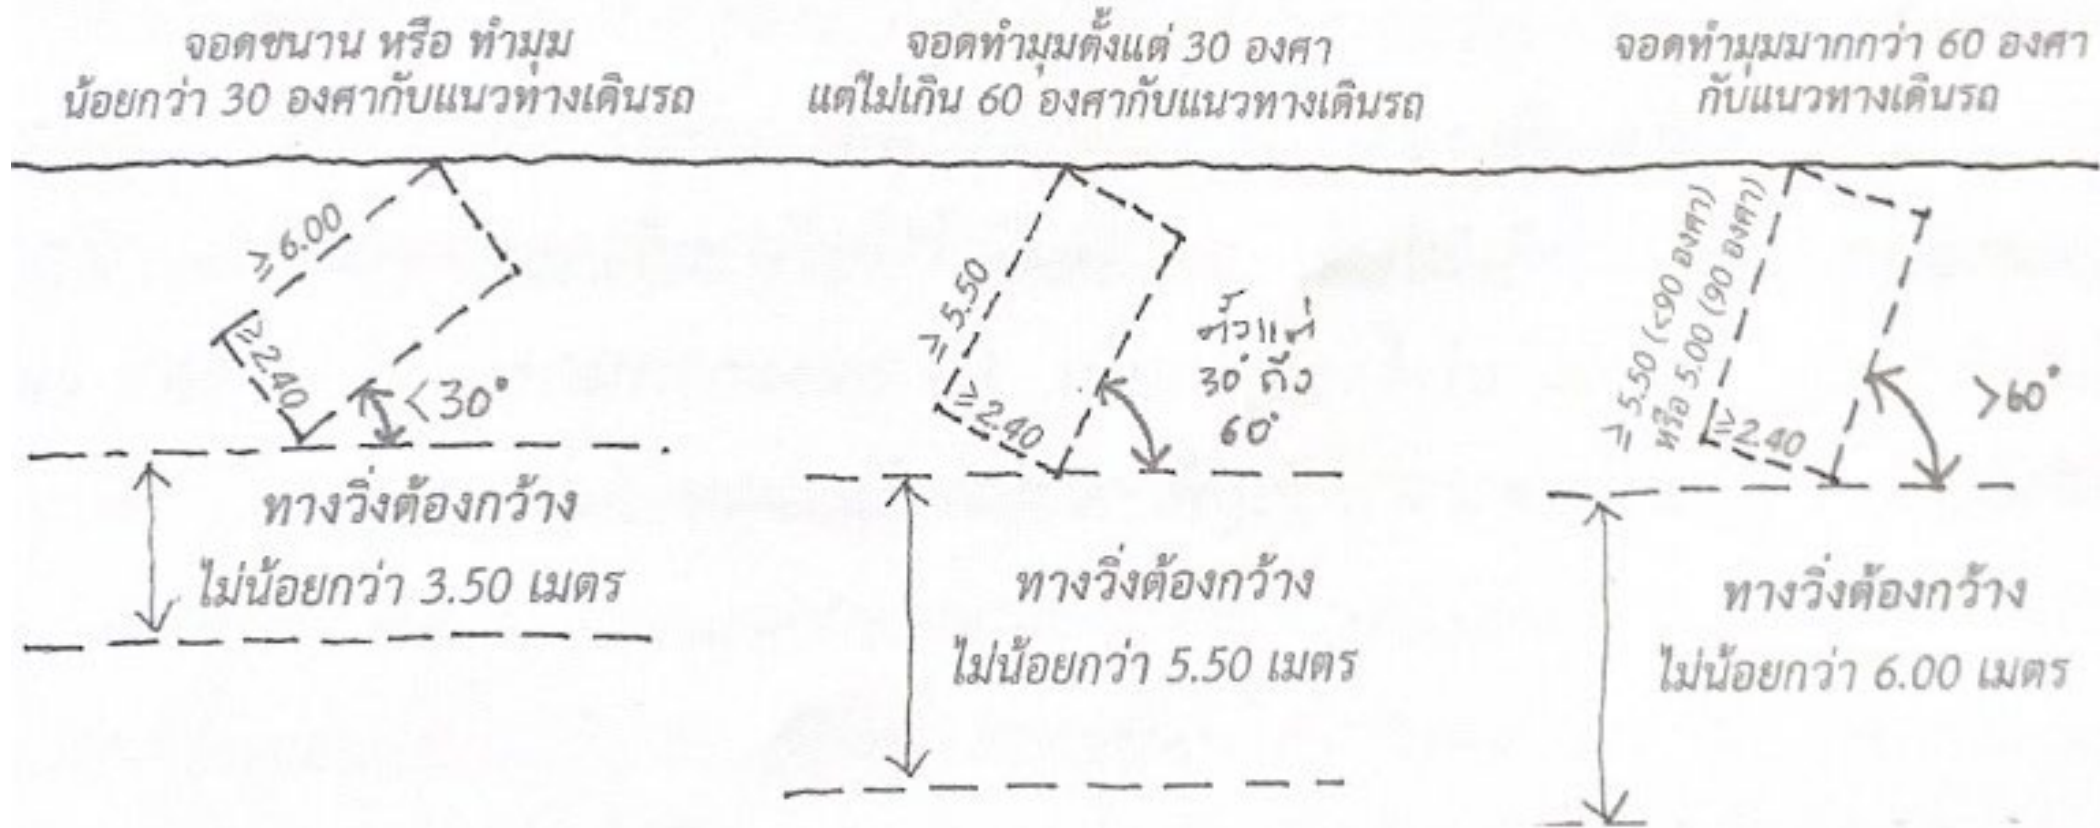 จอดขนาน หรือ ทำมุม
น้อยกว่า 30 องศากับแนวทางเดินรถ
≥ 6.00
≥2.40
<30°
ทางวิ่งต้องกว้าง
ไม่น้อยกว่า 3.50 เมตร
จอดทำมุมตั้งแต่ 30 องศา
แต่ไม่เกิน 60 องศากับแนวทางเดินรถ
≥ 5.50
≥2.40
ตั้งแต่
30° ถึง
60°
ทางวิ่งต้องกว้าง
ไม่น้อยกว่า 5.50 เมตร
จอดทำมุมมากกว่า 60 องศา
กับแนวทางเดินรถ
≥ 5.50 (<90 องศา)
หรือ 5.00 (90 องศา)
≥2.40
>60°
ทางวิ่งต้องกว้าง
ไม่น้อยกว่า 6.00 เมตร